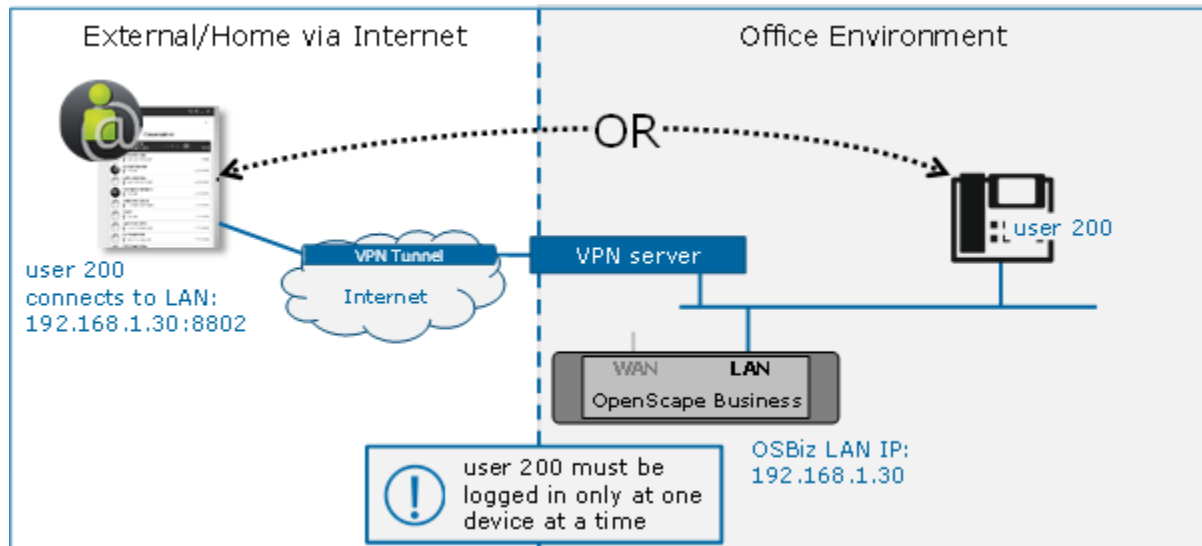 External/Home via Internet
Office Environment
@
OR
user 200
VPN Tunnel
VPN server
Internet
user 200
connects to LAN:
192.168.1.30:8802
WAN
LAN
OpenScape Business
OSBiz LAN IP:
192.168.1.30
!
user 200 must be
logged in only at one
device at a time